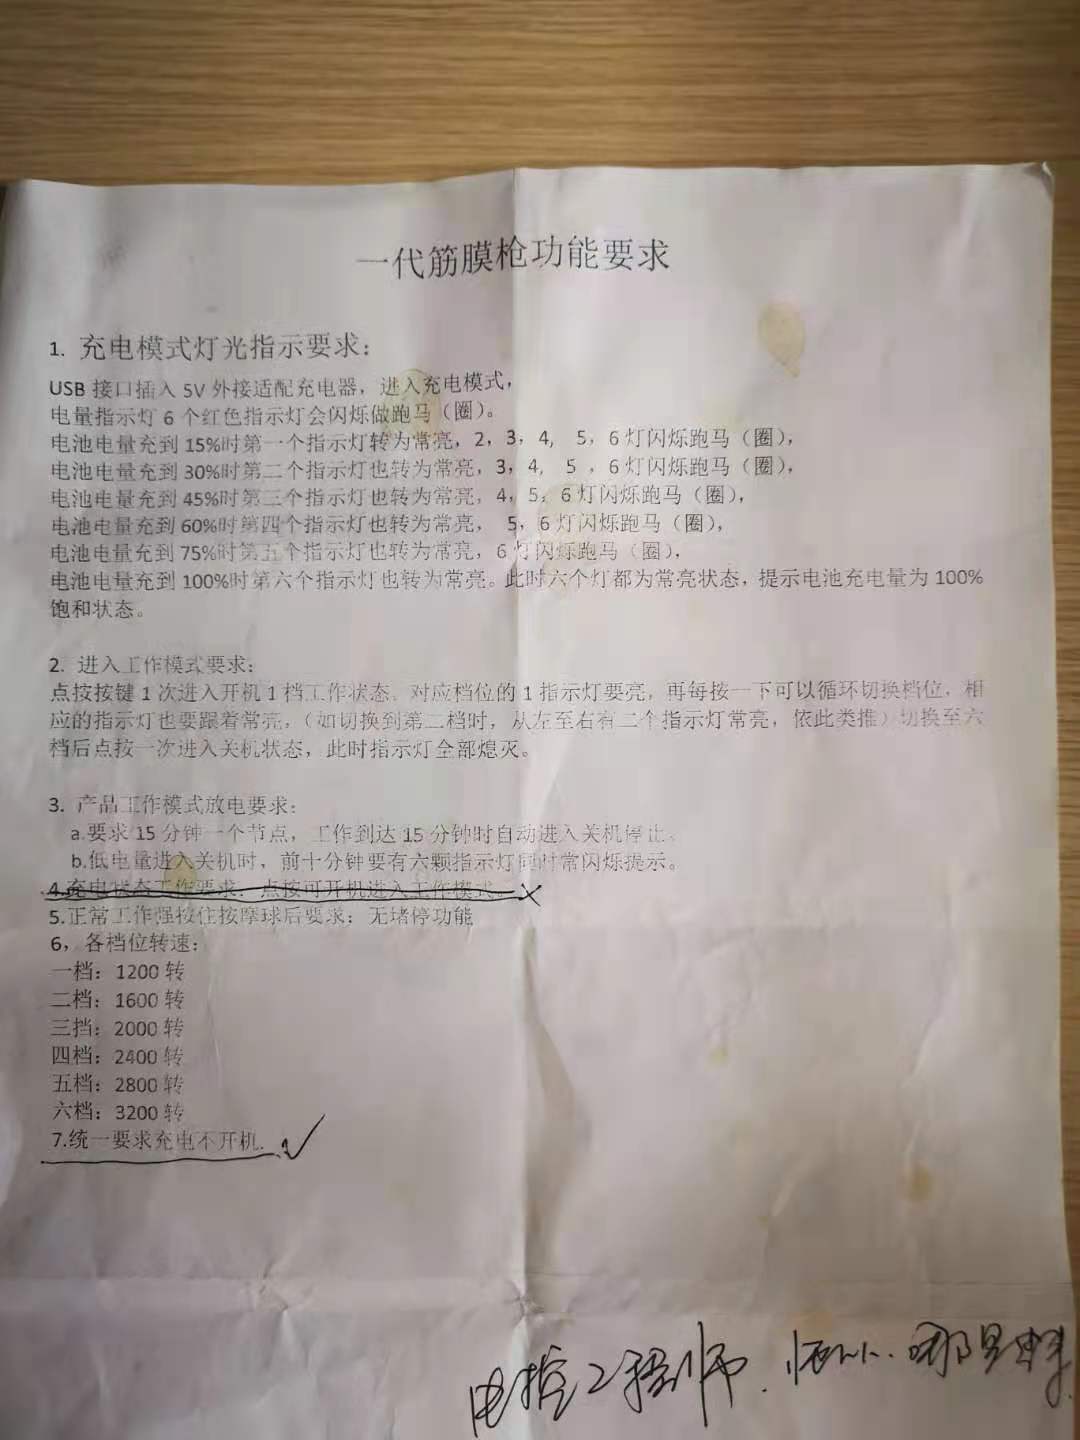 一代筋膜枪功能要求
1. 充电模式灯光指示要求：
USB 接口插入 5V 外接适配充电器，进入充电模式，
电量指示灯 6 个红色指示灯会闪烁做跑马（圈）。
电池电量充到 15%时第一个指示灯转为常亮，2，3，4， 5，6 灯闪烁跑马（圈），
电池电量充到 30%时第二个指示灯也转为常亮，3，4， 5 ，6 灯闪烁跑马（圈），
电池电量充到 45%时第三个指示灯也转为常亮，4，5，6 灯闪烁跑马（圈），
电池电量充到 60%时第四个指示灯也转为常亮， 5，6 灯闪烁跑马（圈），
电池电量充到 75%时第五个指示灯也转为常亮，6 灯闪烁跑马（圈），
电池电量充到 100%时第六个指示灯也转为常亮。此时六个灯都为常亮状态，提示电池充电量为 100%
饱和状态。
2. 进入工作模式要求：
点按按键 1 次进入开机 1 档工作状态，对应档位的 1 指示灯要亮，再每按一下可以循环切换档位，相
应的指示灯也要跟着常亮，（如切换到第二档时，从左至右有二个指示灯常亮，依此类推）切换至六
档后点按一次进入关机状态，此时指示灯全部熄灭。
3. 产品工作模式放电要求：
a.要求 15 分钟一个节点，工作到达 15 分钟时自动进入关机停止。
b.低电量进入关机时，前十分钟要有六颗指示灯同时常闪烁提示。
4.充电状态工作要求：点按可开机进入工作模式。
5.正常工作强按住按摩球后要求：无堵停功能
6，各档位转速：
一档：1200 转
二档：1600 转
三挡：2000 转
四档：2400 转
五档：2800 转
六档：3200 转
7.统一要求充电不开机.
电控工程师.